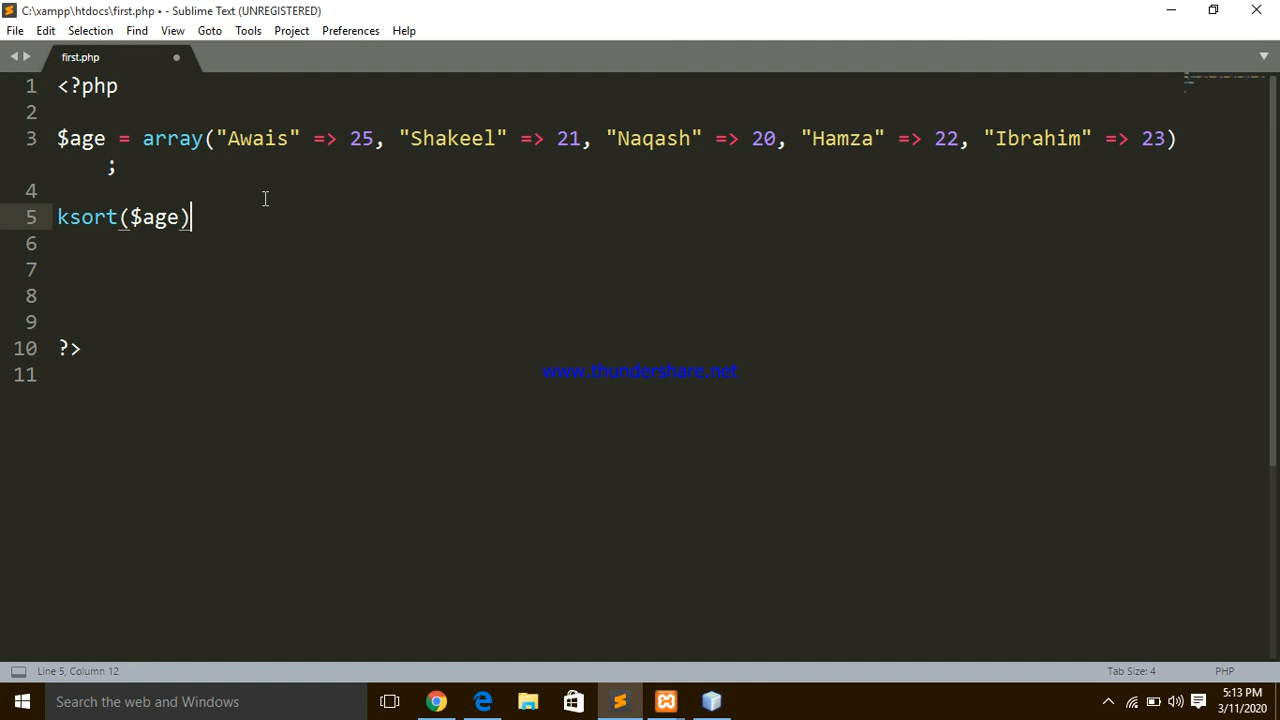 C:\xampp\htdocs\first.php • - Sublime Text (UNREGISTERED)
File Edit Selection Find View Goto Tools Project Preferences Help
first.php
1 <?php
2
3 $age = array("Awais" => 25, "Shakeel" => 21, "Naqash" => 20, "Hamza" => 22, "Ibrahim" => 23)
;
4
5 ksort($age)
6
7
8
9
10 ?>
11
www.thundershare.net
Line 5, Column 12 Tab Size: 4 PHP
Search the web and Windows
5:13 PM
3/11/2020